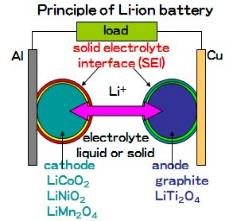 Principle of Li-ion battery
load
solid electrolyte
interface (SEI)
Al
Cu
Li+
electrolyte
liquid or solid
cathode
LiCoO₂
LiNiO₂
LiMn₂O₄
anode
graphite
LiTi₂O₄